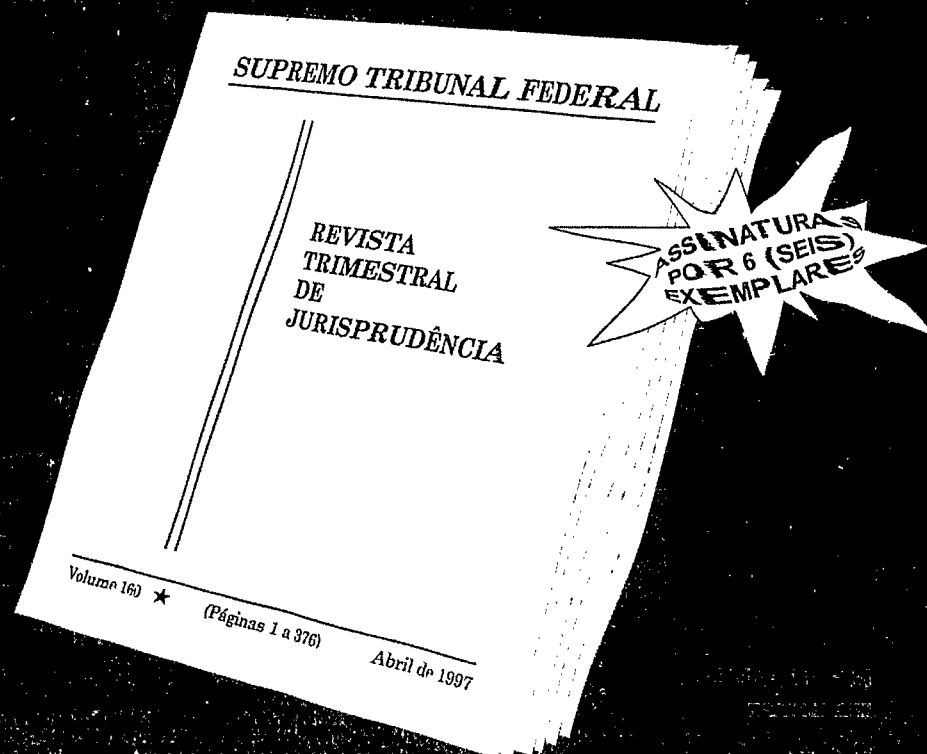 SUPREMO TRIBUNAL FEDERAL
REVISTA
TRIMESTRAL
DE
JURISPRUDÊNCIA
ASSINATURAS
POR 6 (SEIS)
EXEMPLARES
Volume 160 ★ (Páginas 1 a 376) Abril de 1997